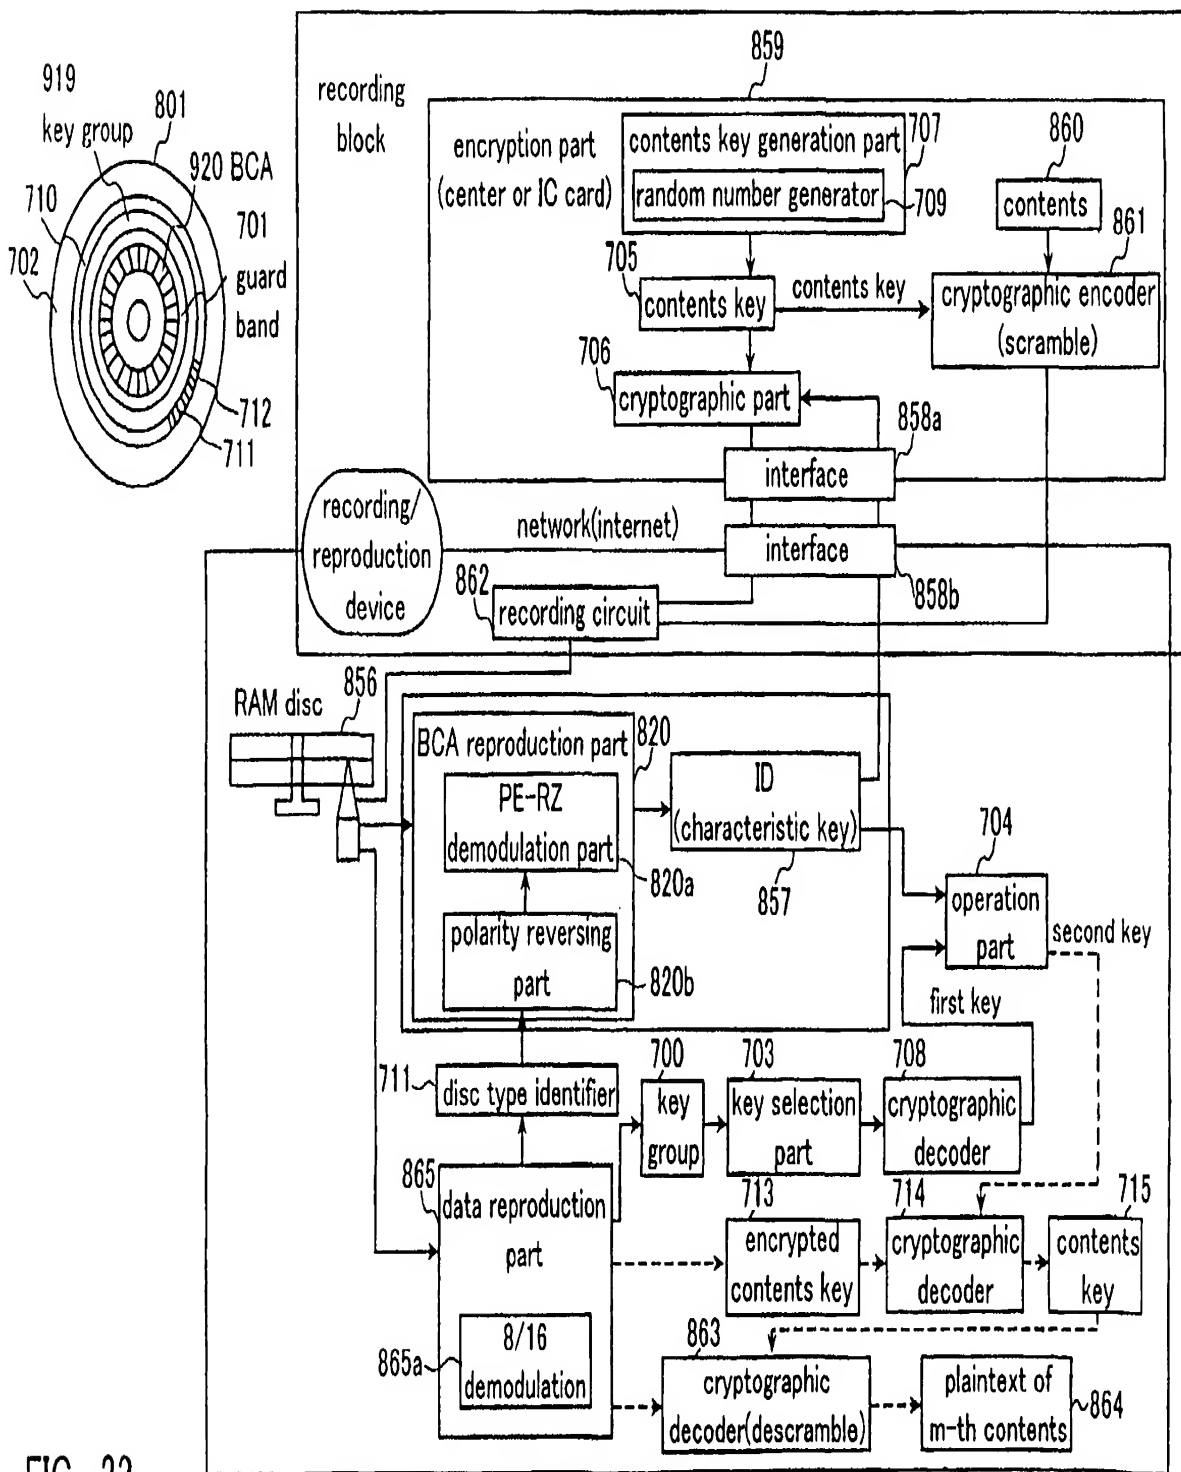 859
919
key group
801
920 BCA
710
702
701
guard
band
712
711
recording
block
encryption part
(center or IC card)
contents key generation part
random number generator
707
709
860
contents
861
705
contents key
contents key
cryptographic encoder
(scramble)
706
cryptographic part
858a
interface
recording/
reproduction
device
network(internet)
interface
858b
862
recording circuit
RAM disc
856
BCA reproduction part
820
PE-RZ
demodulation part
820a
polarity reversing
part
820b
ID
(characteristic key)
857
704
operation
part
second key
first key
711
disc type identifier
700
key
group
703
key selection
part
708
cryptographic
decoder
865
data reproduction
part
713
encrypted
contents key
714
cryptographic
decoder
715
contents
key
865a
8/16
demodulation
863
cryptographic
decoder(descramble)
plaintext of
m-th contents
864